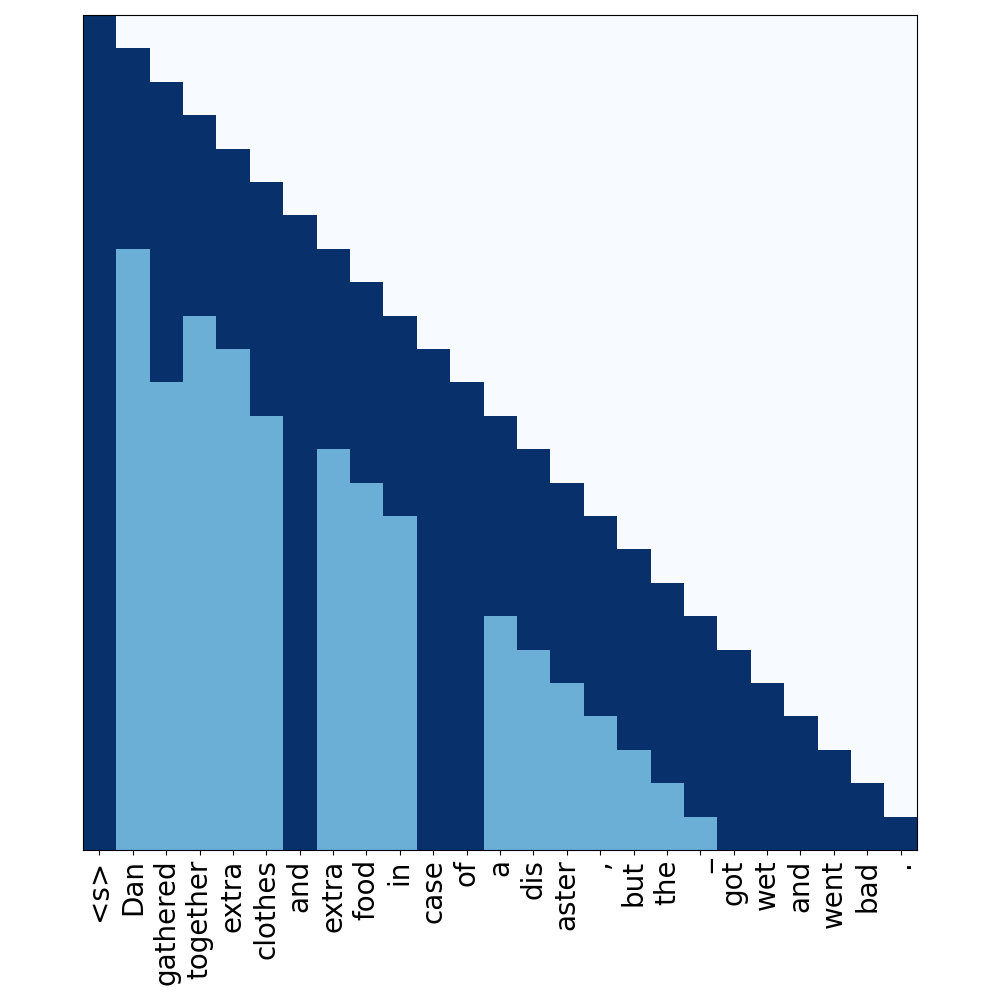 <s> Dan gathered together extra clothes and extra food in case of a dis aster , but the _ got wet and went bad .